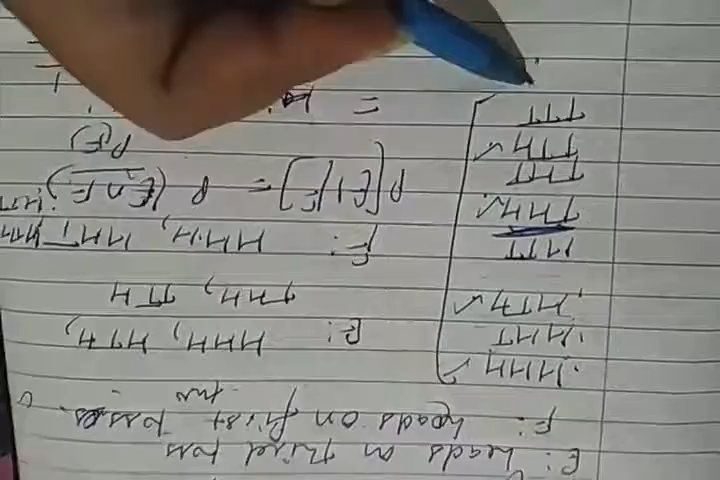 E: heads on third toss
F: heads on first two tosses.
HHH ✓
HHT
HTH ✓
HTT
THH ✓
THT
TTH ✓
TTT
E: HHH, HTH,
THH, TTH
F: HHH, HHT
P(E|F) = P(E∩F)
P(F)
=